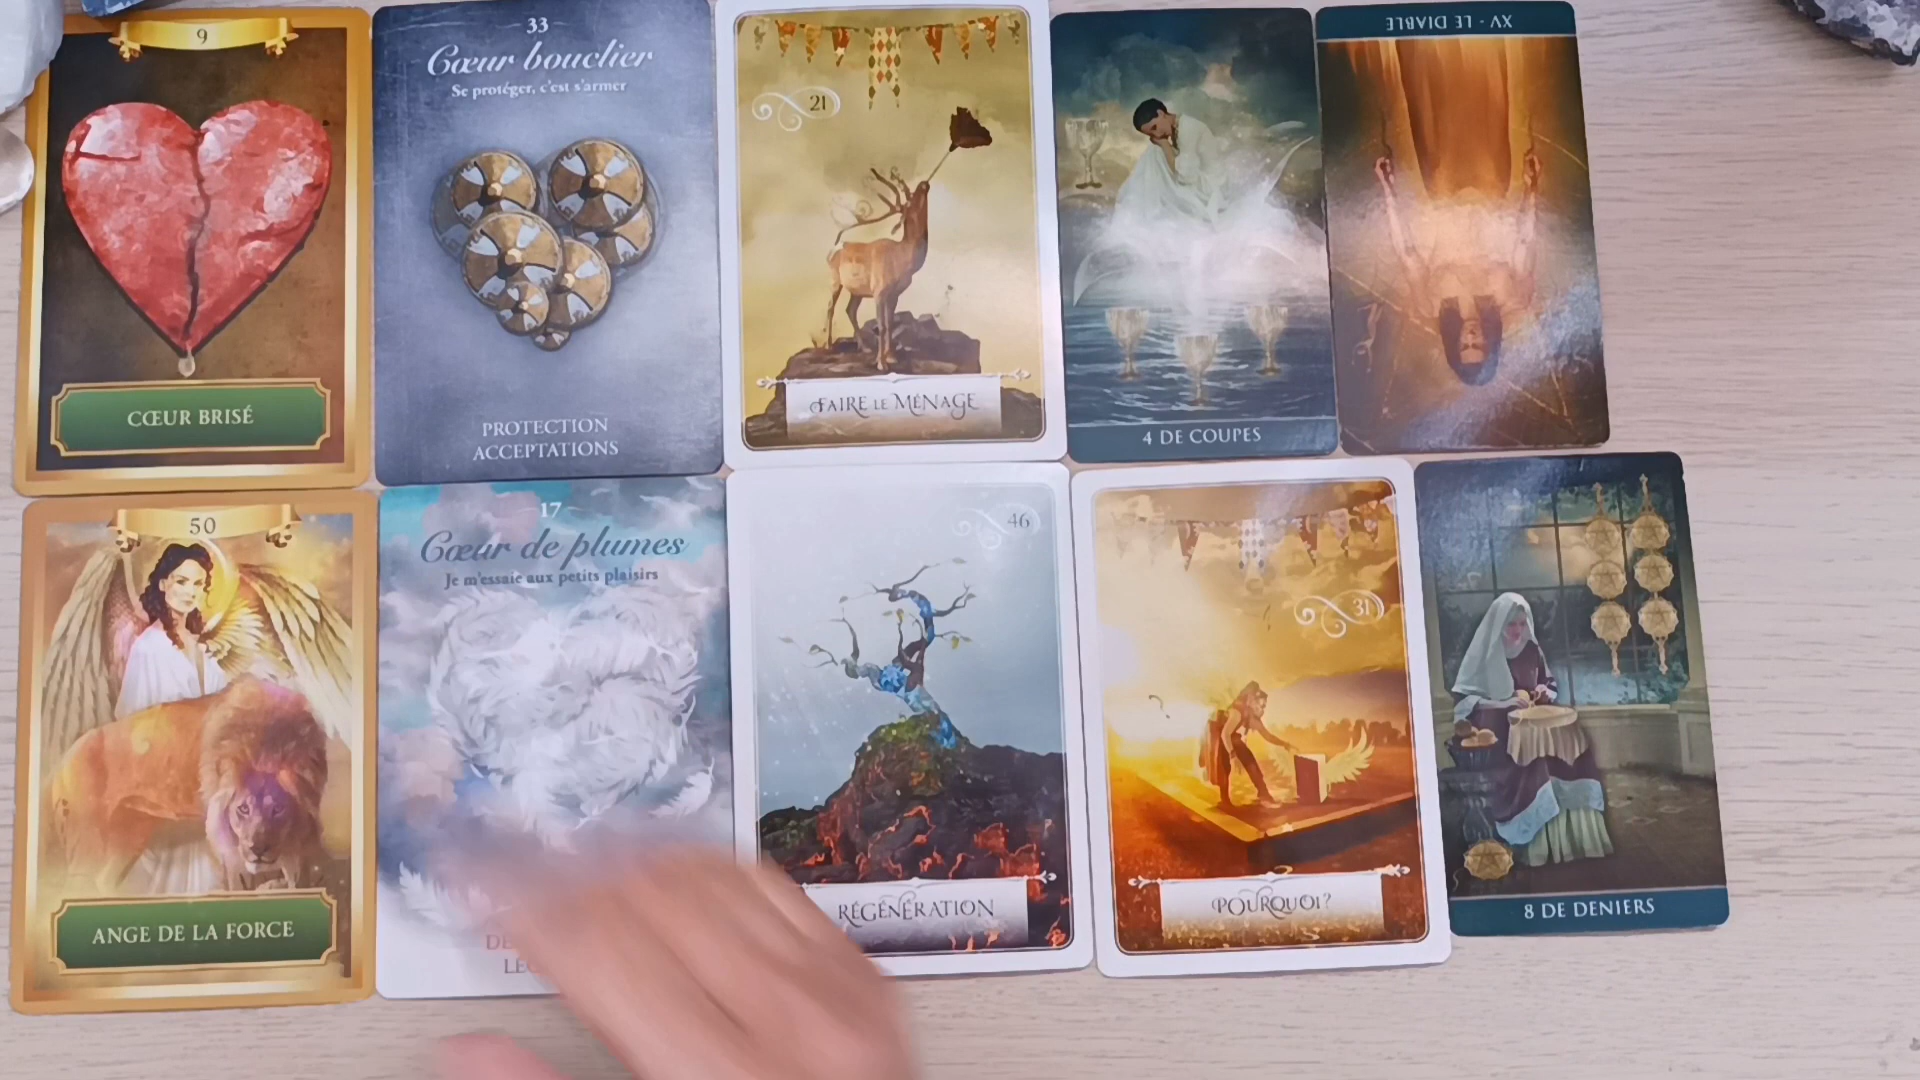 9
CŒUR BRISÉ
33
Cœur bouclier
Se protéger, c'est s'armer
PROTECTION
ACCEPTATIONS
21
FAIRE LE MÉNAGE
4 DE COUPES
XV - LE DIABLE
50
ANGE DE LA FORCE
17
Cœur de plumes
Je m'essaie aux petits plaisirs
46
RÉGÉNÉRATION
31
POURQUOI?
8 DE DENIERS